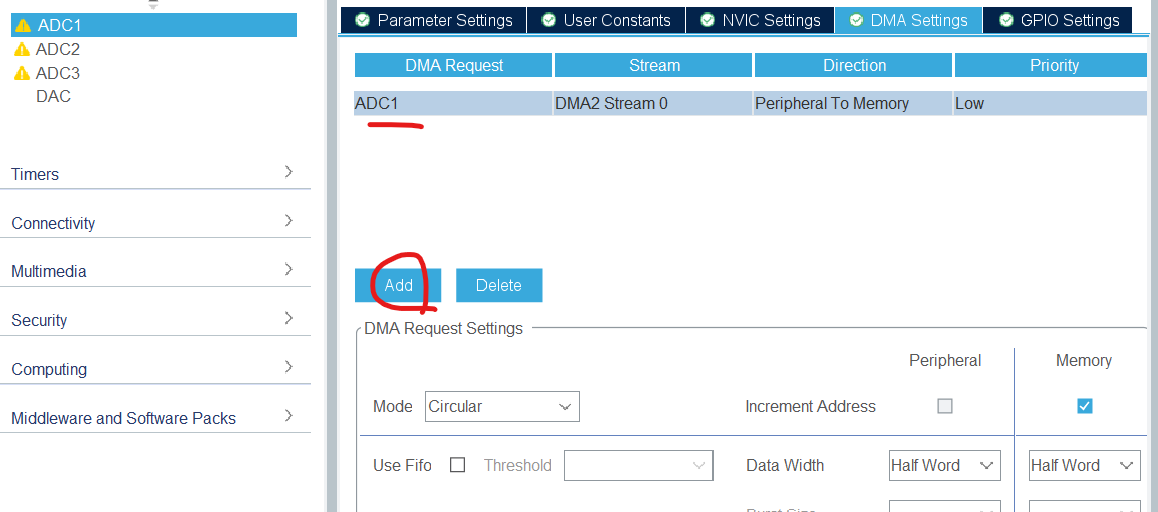 ADC1
ADC2
ADC3
DAC
Timers
Connectivity
Multimedia
Security
Computing
Middleware and Software Packs
Parameter Settings User Constants NVIC Settings DMA Settings GPIO Settings
DMA Request Stream Direction Priority
ADC1 DMA2 Stream 0 Peripheral To Memory Low
Add Delete
DMA Request Settings
Peripheral Memory
Mode Circular Increment Address
Use Fifo Threshold Data Width Half Word Half Word